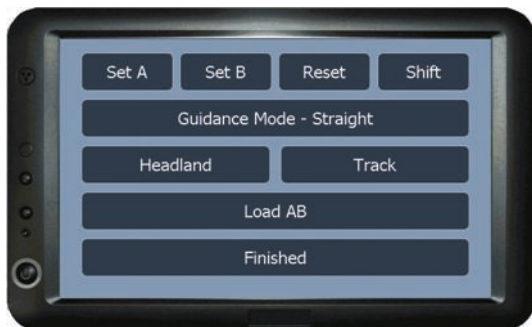 Set A Set B Reset Shift
Guidance Mode - Straight
Headland Track
Load AB
Finished